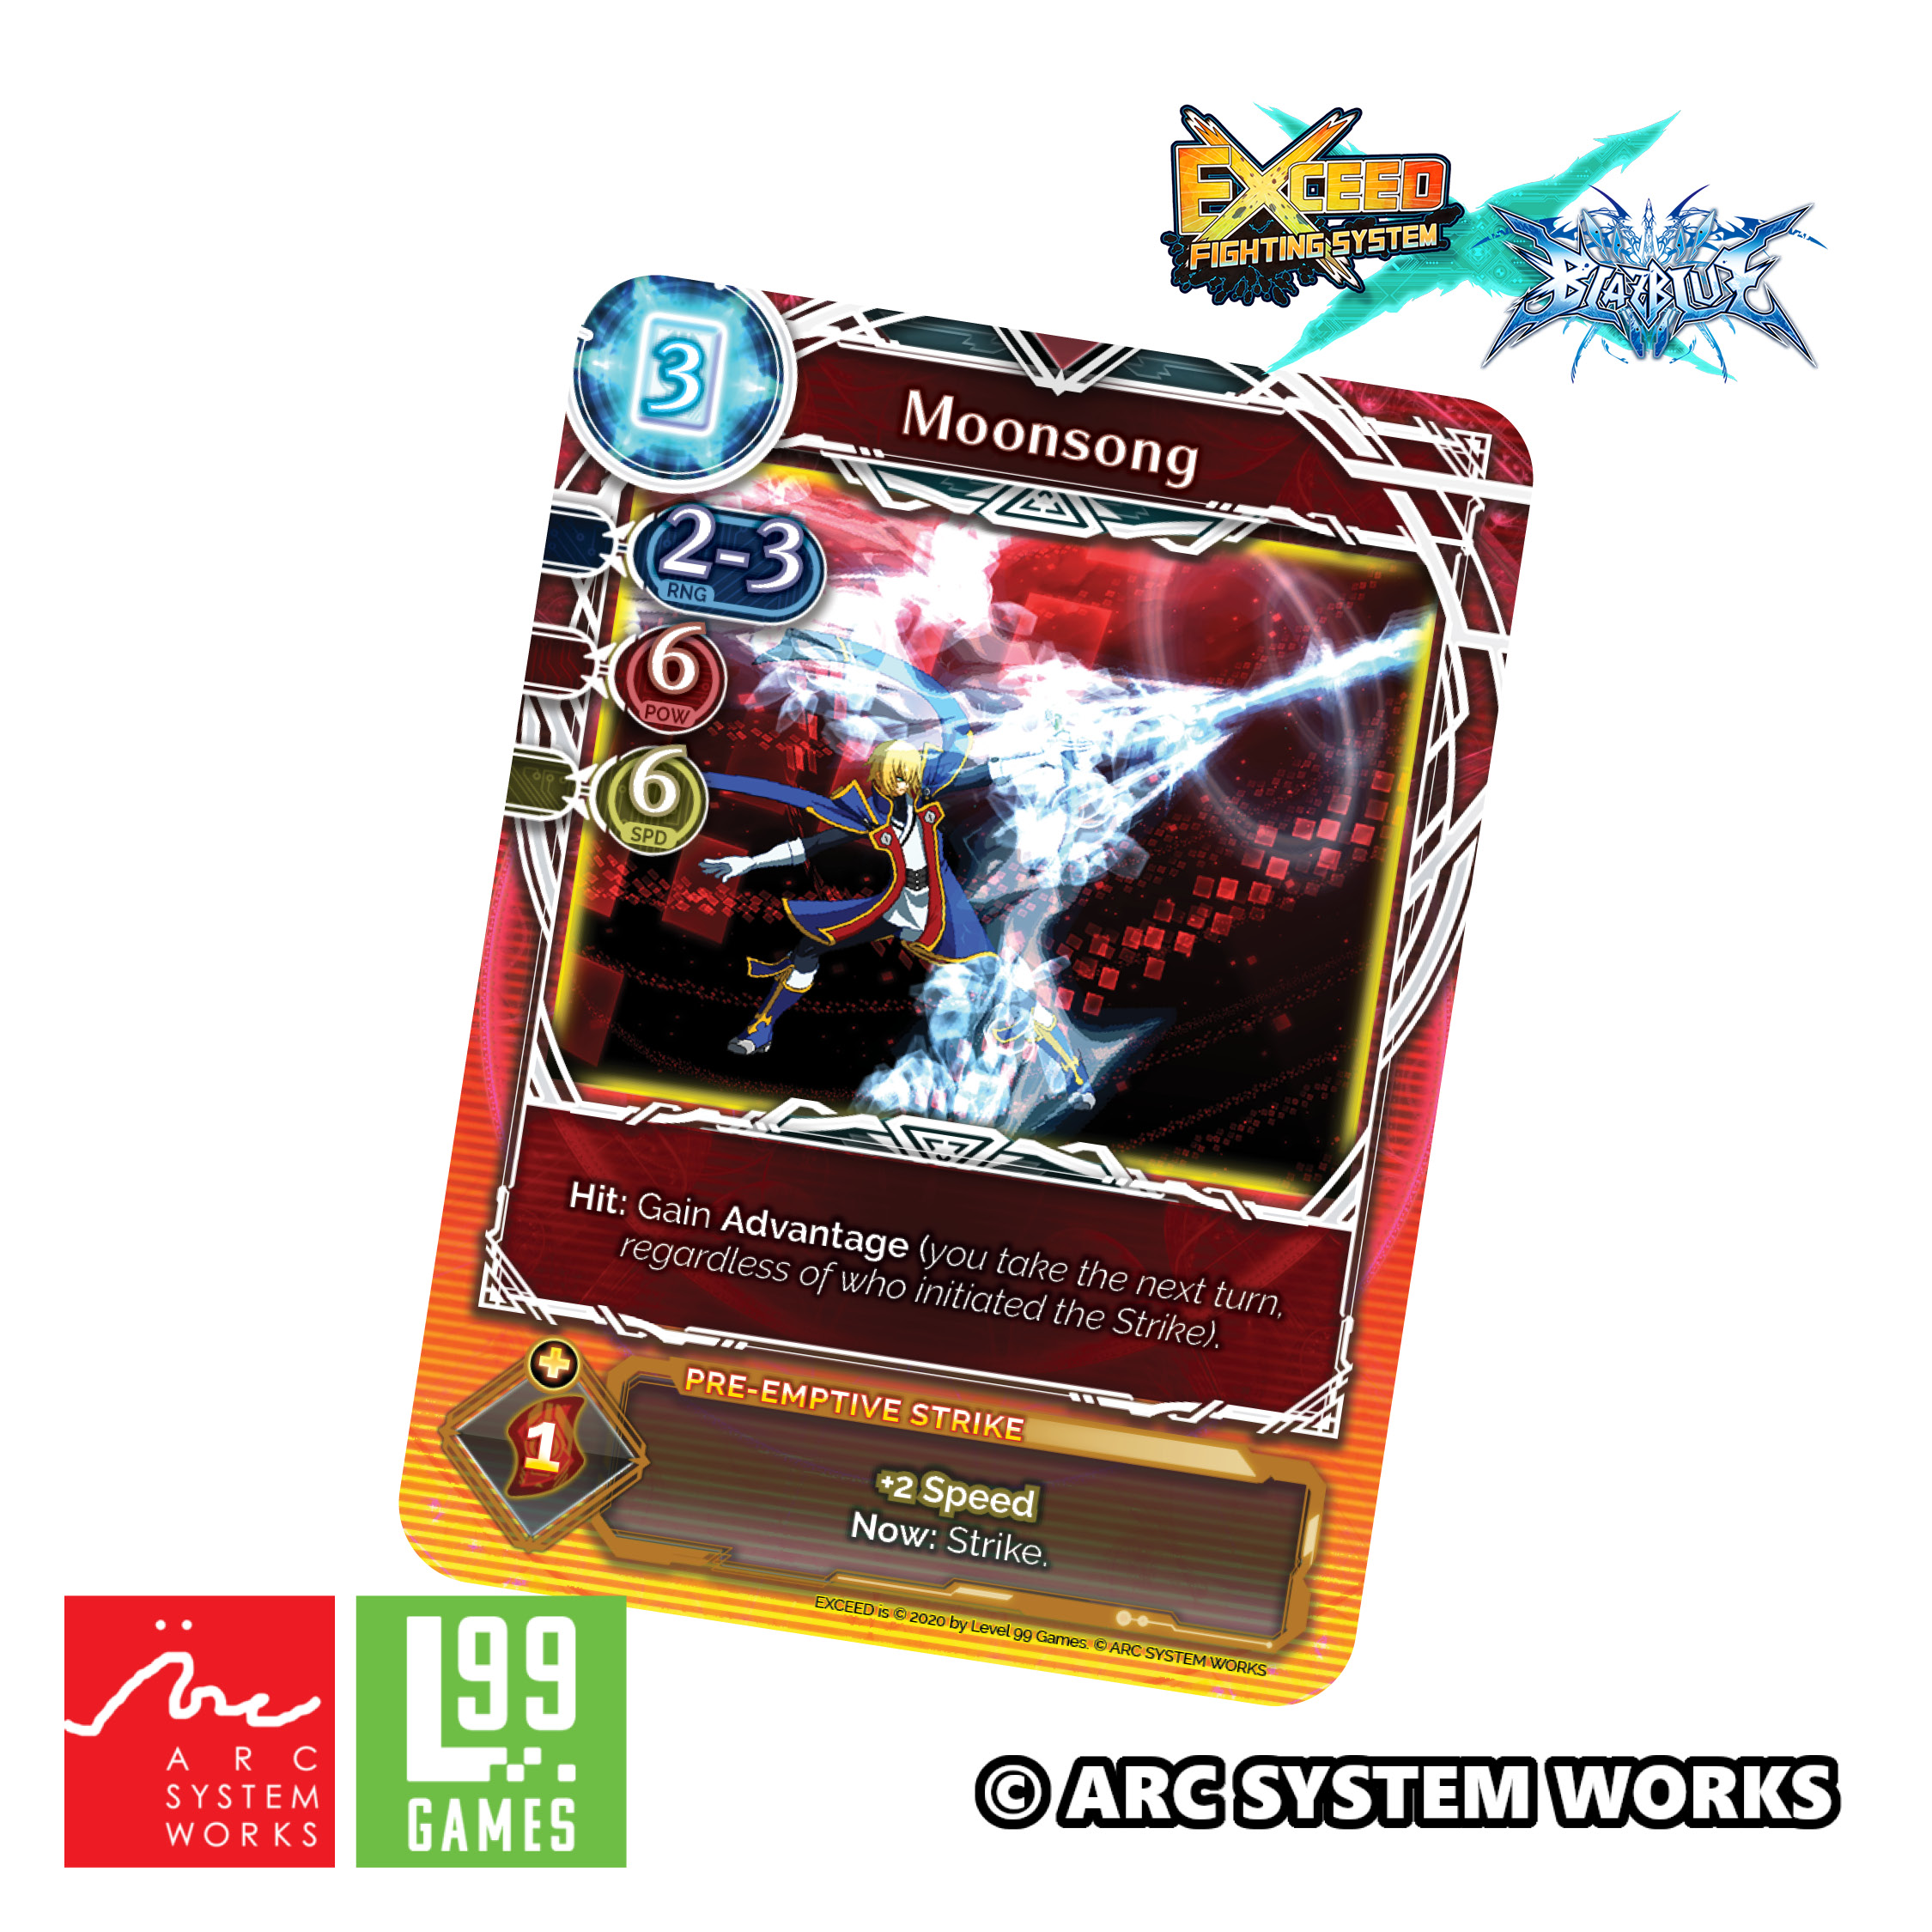 EXCEED
FIGHTING SYSTEM
BLAZBLUE
3
Moonsong
2-3
RNG
6
POW
6
SPD
Hit: Gain Advantage (you take the next turn,
regardless of who initiated the Strike).
+
1
PRE-EMPTIVE STRIKE
+2 Speed
Now: Strike.
EXCEED is © 2020 by Level 99 Games. © ARC SYSTEM WORKS
Arc
ARC
SYSTEM
WORKS
L99
GAMES
© ARC SYSTEM WORKS